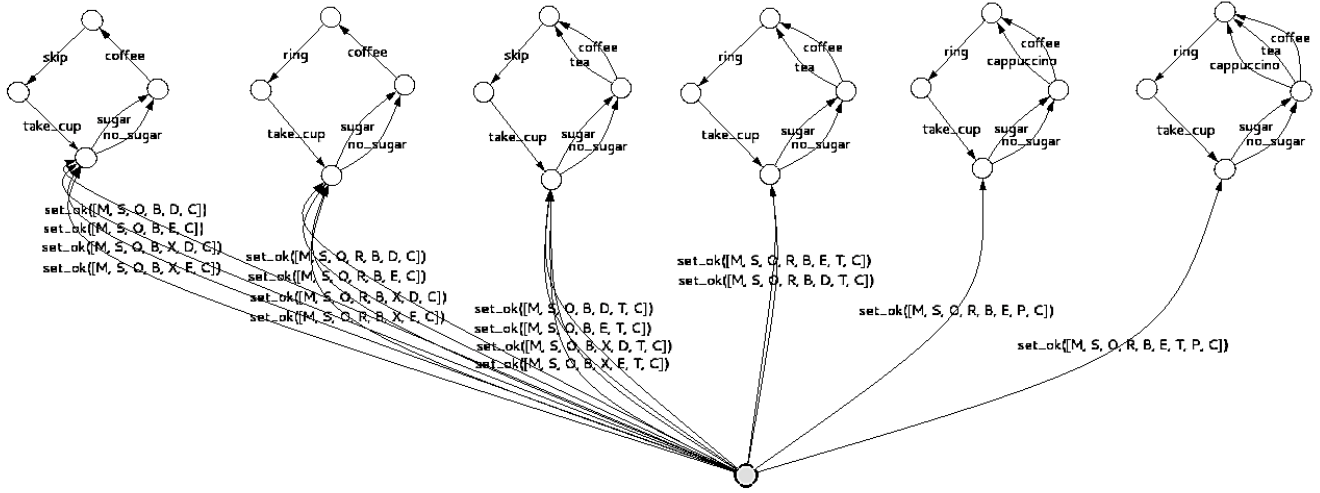 skip
coffee
take_cup
sugar
no_sugar
set_ok([M, S, O, B, D, C])
set_ok([M, S, O, B, E, C])
set_ok([M, S, O, B, X, D, C])
set_ok([M, S, O, B, X, E, C])
ring
coffee
take_cup
sugar
no_sugar
set_ok([M, S, O, R, B, D, C])
set_ok([M, S, O, R, B, E, C])
set_ok([M, S, O, R, B, X, D, C])
set_ok([M, S, O, R, B, X, E, C])
skip
coffee
tea
take_cup
sugar
no_sugar
set_ok([M, S, O, B, D, T, C])
set_ok([M, S, O, B, E, T, C])
set_ok([M, S, O, B, X, D, T, C])
set_ok([M, S, O, B, X, E, T, C])
ring
coffee
tea
take_cup
sugar
no_sugar
set_ok([M, S, O, R, B, E, T, C])
set_ok([M, S, O, R, B, D, T, C])
ring
coffee
cappuccino
take_cup
sugar
no_sugar
set_ok([M, S, O, R, B, E, P, C])
ring
coffee
tea
cappuccino
take_cup
sugar
no_sugar
set_ok([M, S, O, R, B, E, T, P, C])